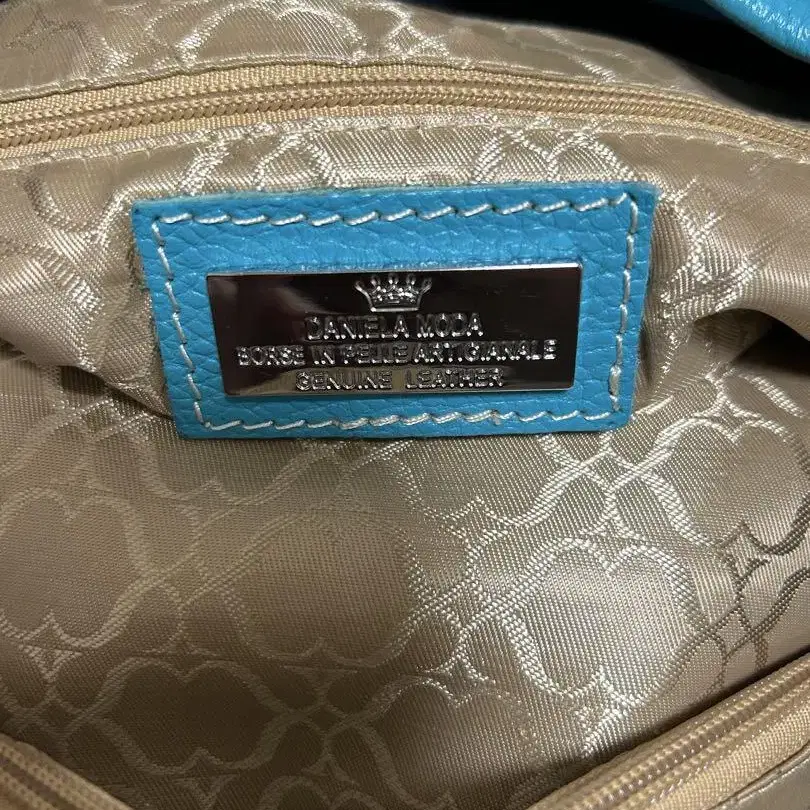 DANIELA MODA
BORSE IN PELLE ARTIGIANALE
GENUINE LEATHER